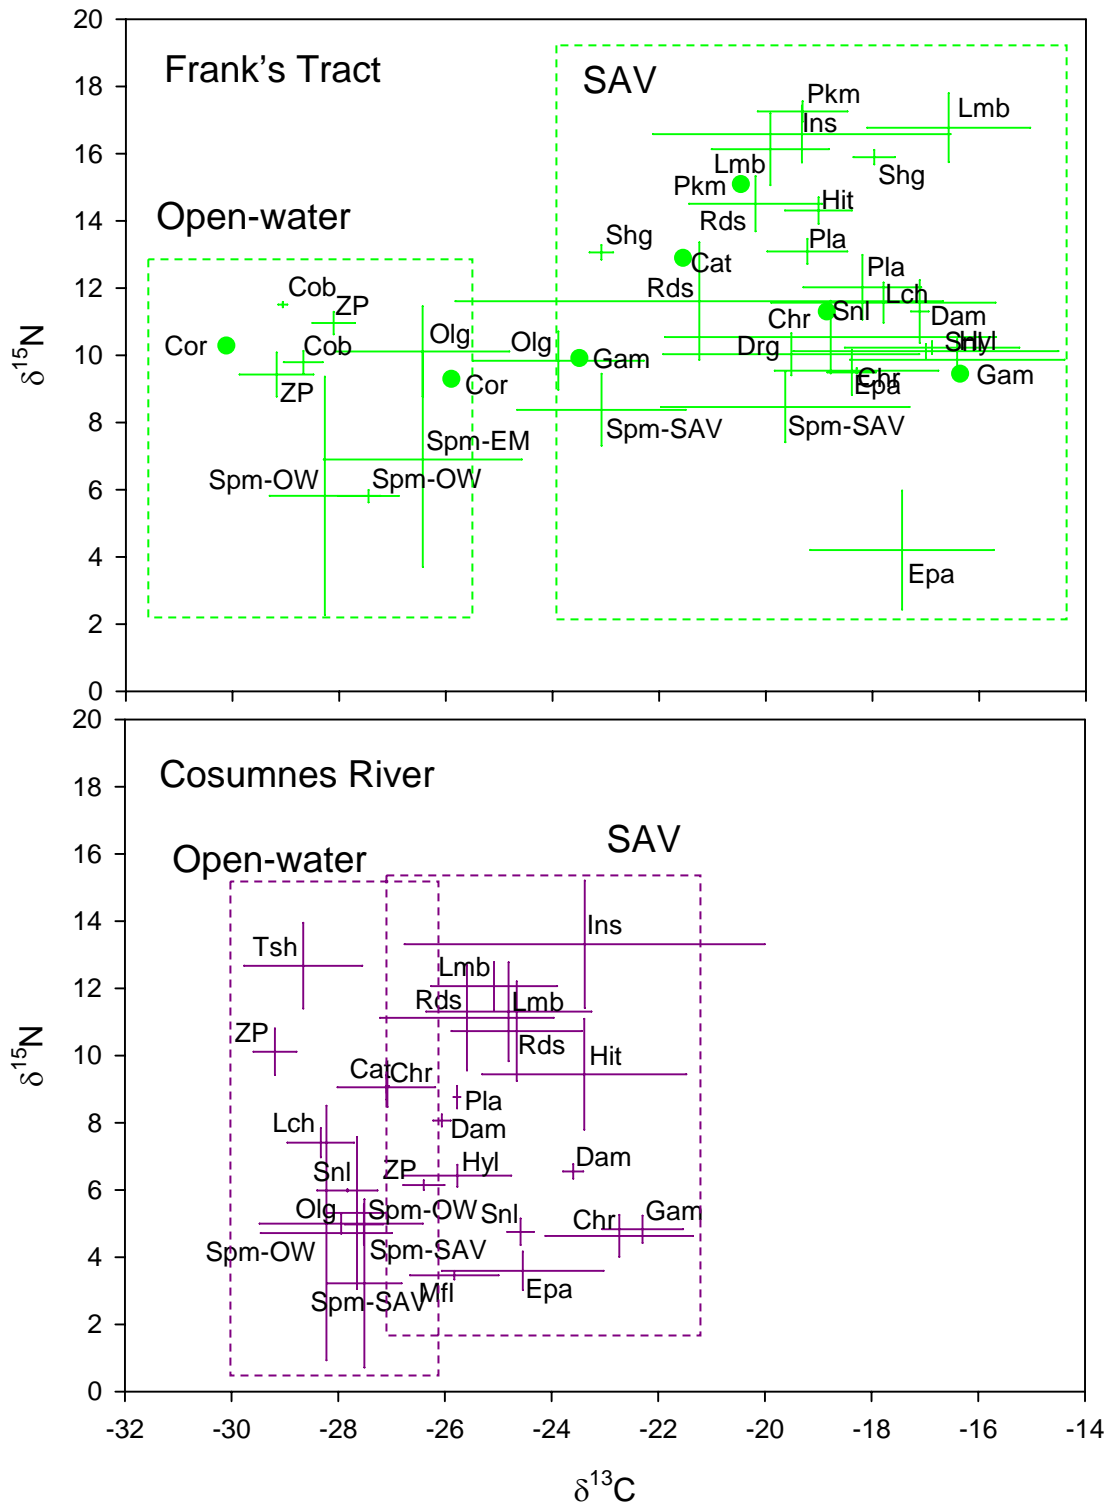 20
18
16
14
12
10
8
6
4
2
0
δ15N
Frank's Tract
SAV
Open-water
Pkm
Ins
Lmb
Lmb
Shg
Pkm
Rds
Hit
Shg
Pla
Cat
Pla
Rds
Cob
ZP
Lch
Snl
Dam
Chr
Olg
Olg
Cor
Cob
Gam
Drg
Snl
Hyl
ZP
Cor
Chr
Epa
Gam
Spm-EM
Spm-SAV
Spm-SAV
Spm-OW
Spm-OW
Epa
20
18
16
14
12
10
8
6
4
2
0
δ15N
Cosumnes River
SAV
Open-water
Ins
Tsh
Lmb
Rds
Lmb
ZP
Rds
Hit
Cat
Chr
Pla
Dam
Lch
Snl
ZP
Hyl
Dam
Olg
Spm-OW
Snl
Chr
Gam
Spm-OW
Spm-SAV
Spm-SAV
Mfl
Epa
-32 -30 -28 -26 -24 -22 -20 -18 -16 -14
δ13C